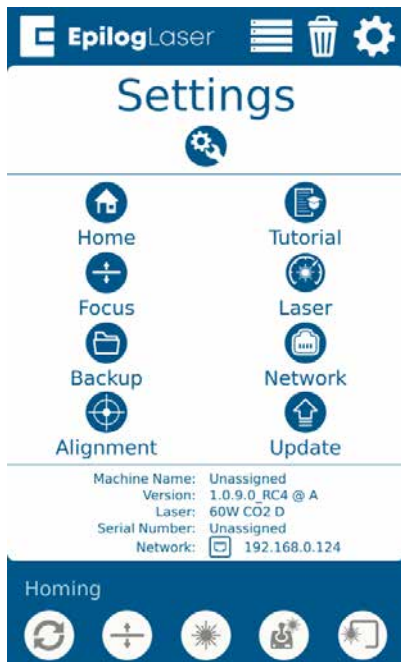 EpilogLaser
Settings
Home Tutorial
Focus Laser
Backup Network
Alignment Update
Machine Name: Unassigned
Version: 1.0.9.0_RC4 @ A
Laser: 60W CO2 D
Serial Number: Unassigned
Network: 192.168.0.124
Homing